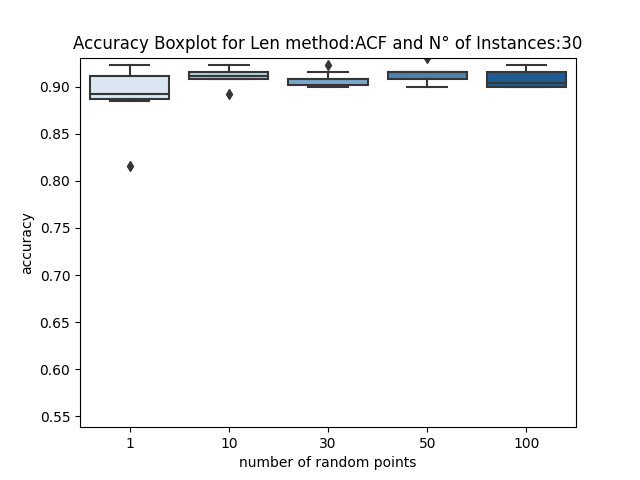 Accuracy Boxplot for Len method:ACF and N° of Instances:30
0.90
0.85
0.80
0.75
0.70
0.65
0.60
0.55
accuracy
1 10 30 50 100
number of random points